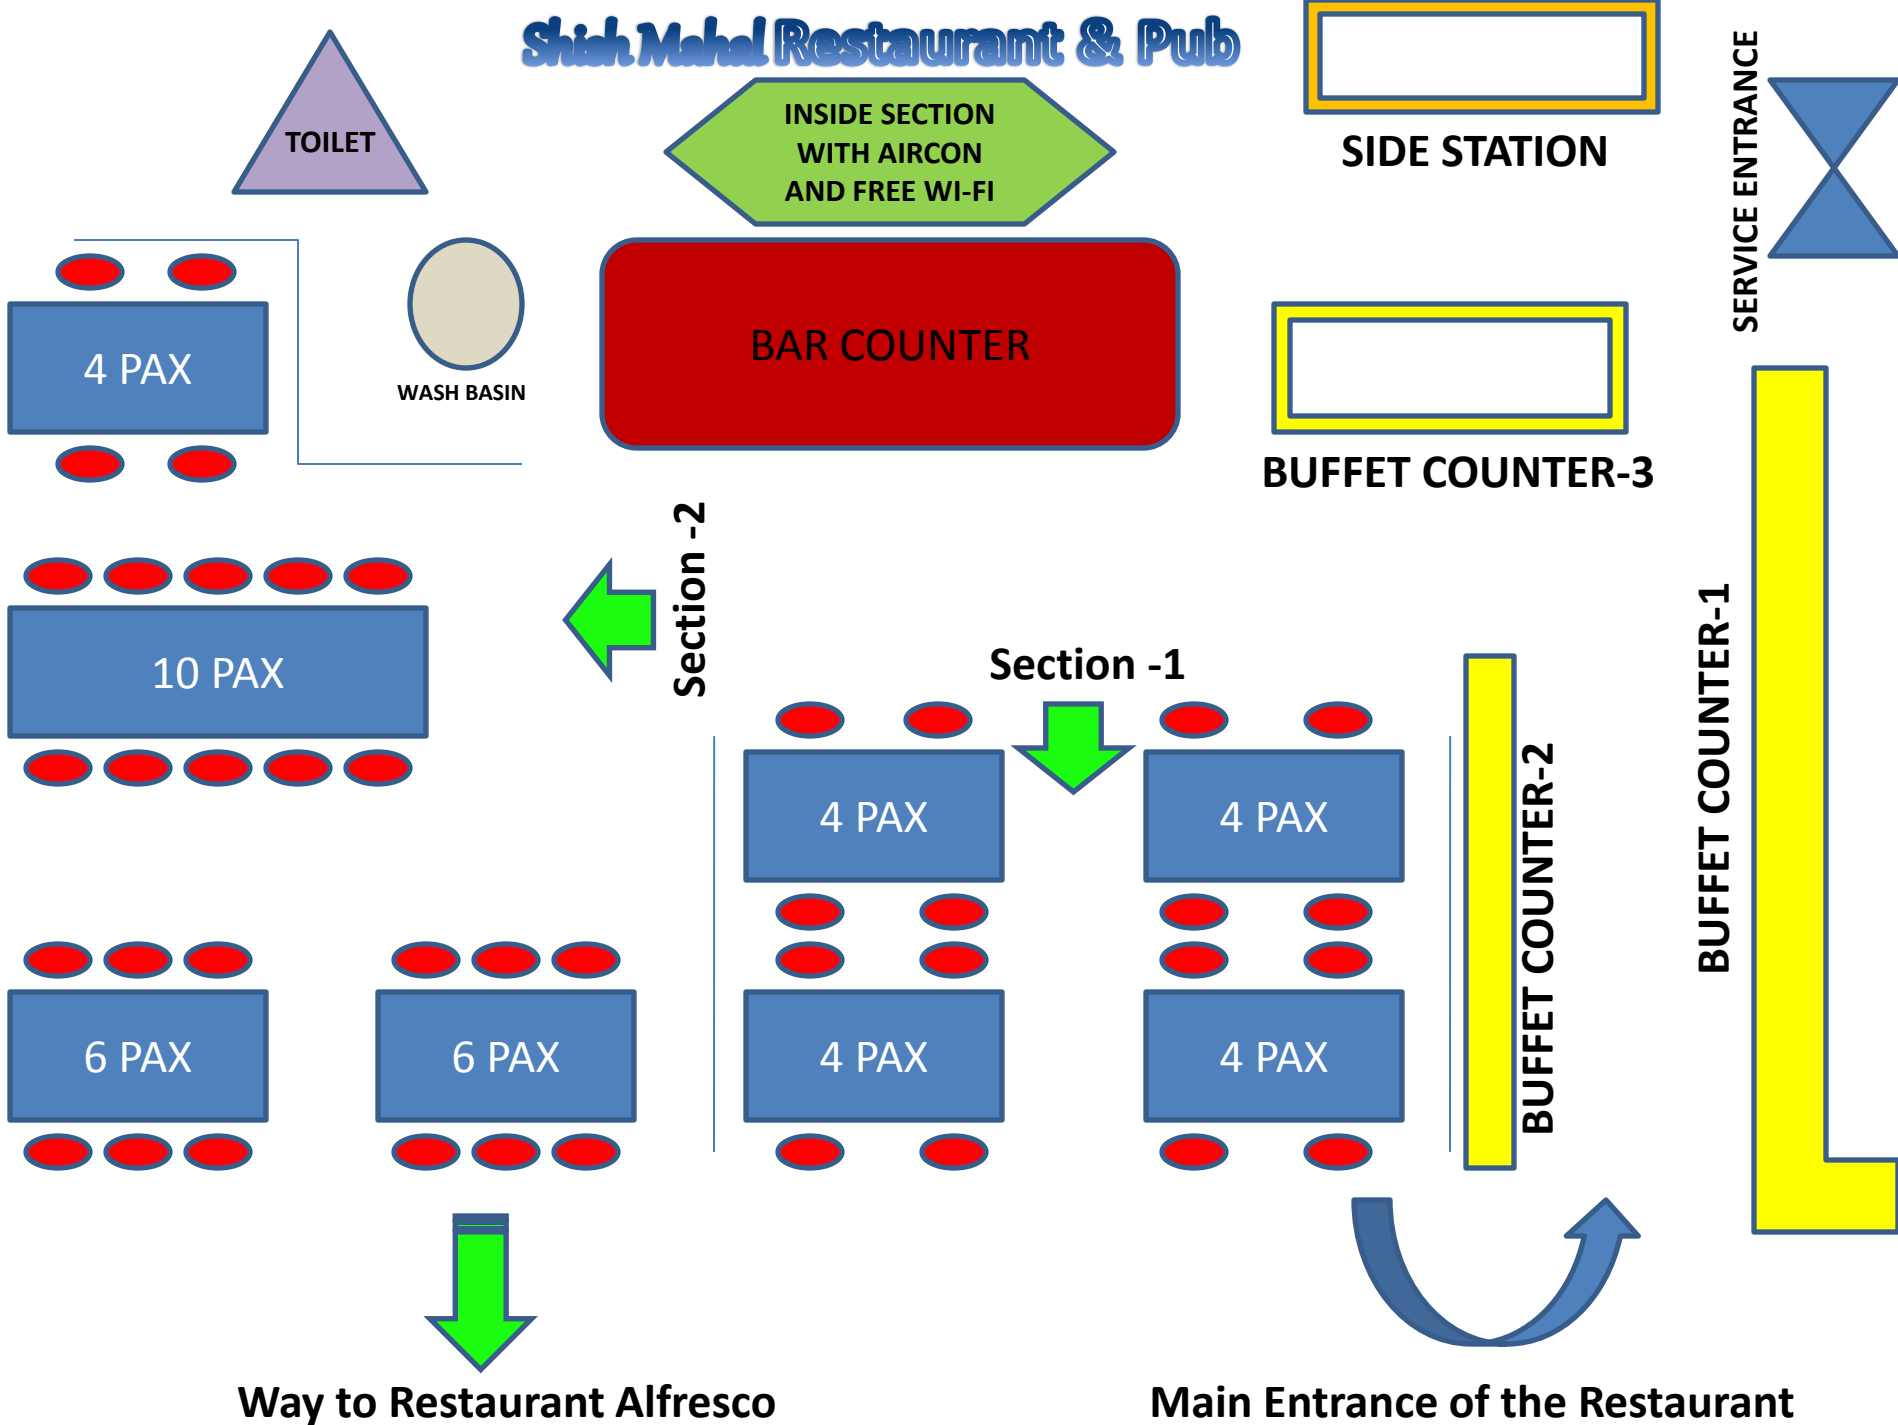 Shish Mahal Restaurant & Pub
TOILET
INSIDE SECTION
WITH AIRCON
AND FREE WI-FI
SIDE STATION
SERVICE ENTRANCE
4 PAX
WASH BASIN
BAR COUNTER
BUFFET COUNTER-3
Section -2
10 PAX
Section -1
BUFFET COUNTER-1
4 PAX
4 PAX
BUFFET COUNTER-2
6 PAX
6 PAX
4 PAX
4 PAX
Way to Restaurant Alfresco
Main Entrance of the Restaurant